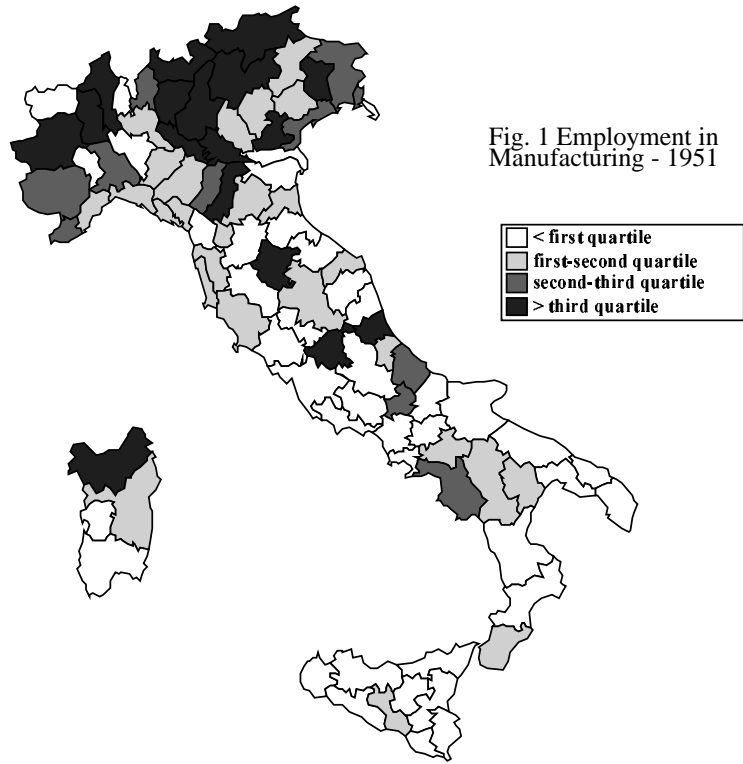 Fig. 1 Employment in
Manufacturing - 1951
< first quartile
first-second quartile
second-third quartile
> third quartile